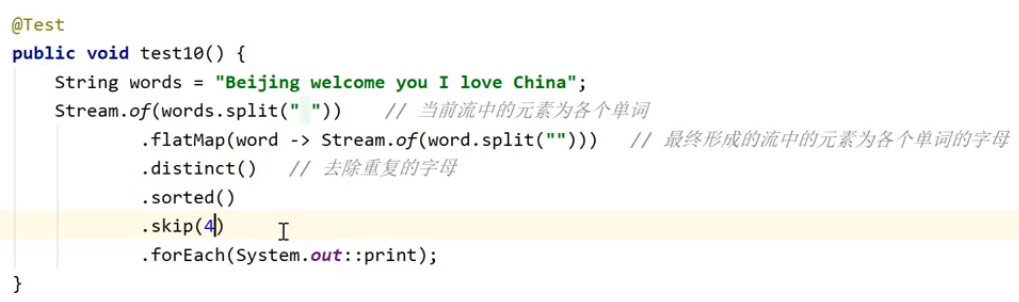 @Test
public void test10() {
    String words = "Beijing welcome you I love China";
    Stream.of(words.split(" "))    // 当前流中的元素为各个单词
            .flatMap(word -> Stream.of(word.split("")))   // 最终形成的流中的元素为各个单词的字母
            .distinct()   // 去除重复的字母
            .sorted()
            .skip(4)
            .forEach(System.out::print);
}